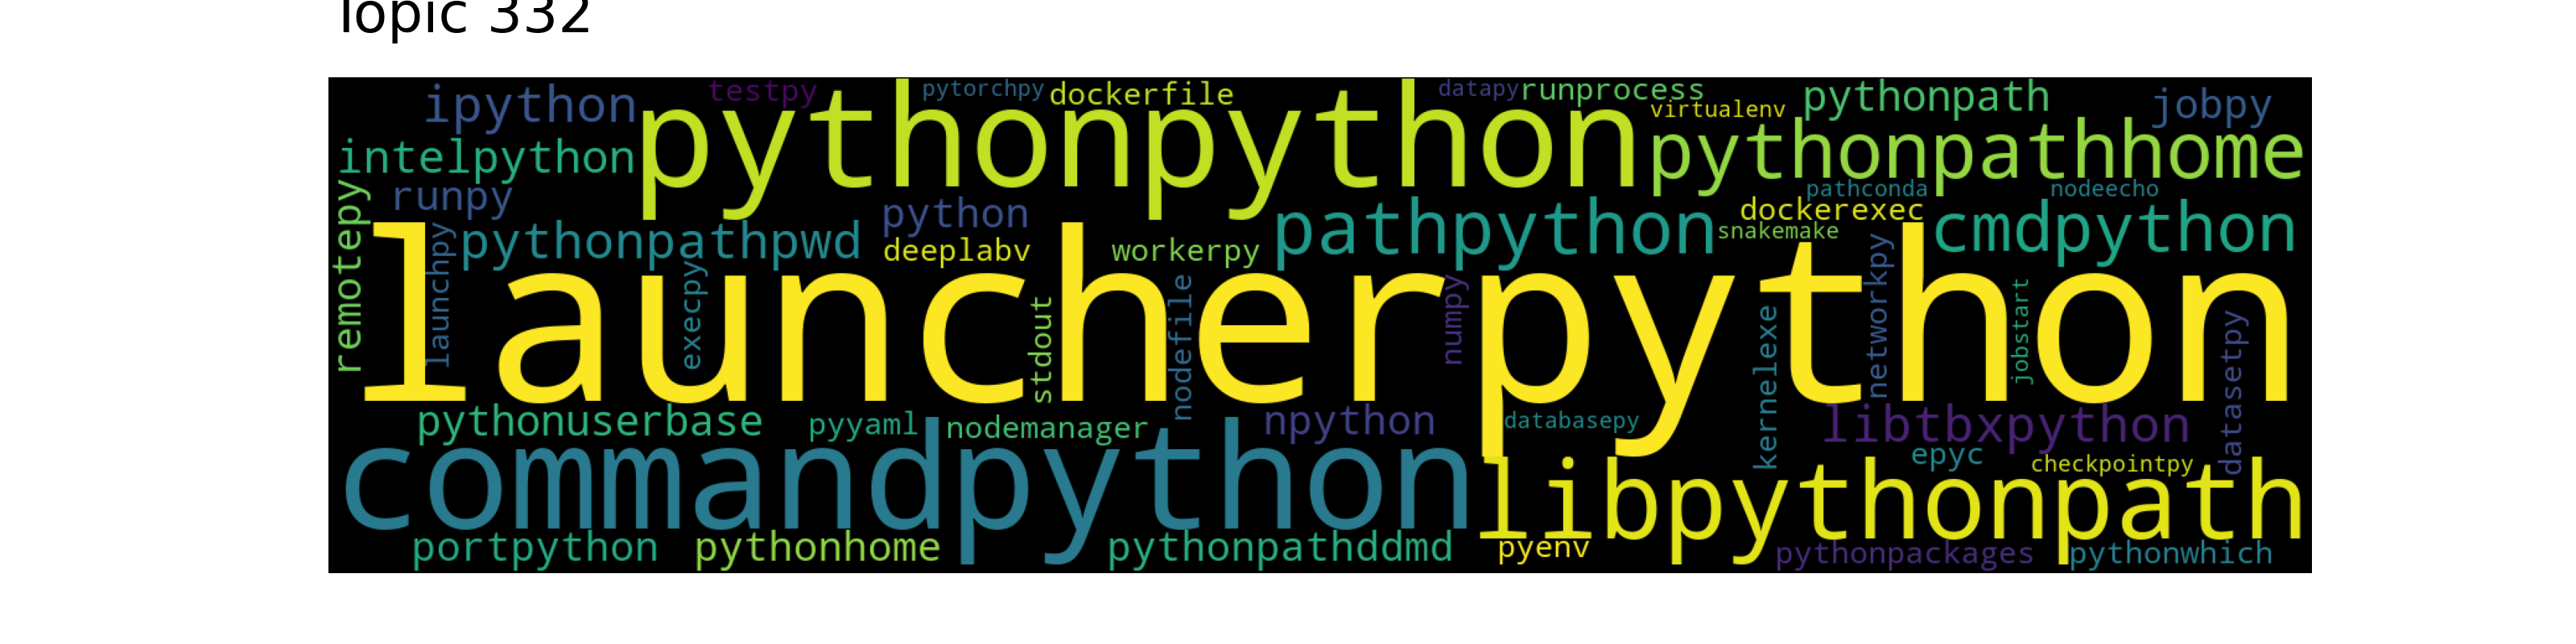 Topic 332
ipython
testpy
pytorchpy
dockerfile
datapy
runprocess
virtualenv
pythonpath
jobpy
intelpython
pythonpython
pythonpathhome
runpy
python
pathpython
pathconda
nodeecho
dockerexec
snakemake
cmdpython
remotepy
launchpy
pythonpathpwd
deeplabv
workerpy
execpy
launcherpython
stdout
nodefile
numpy
kernelexe
networkpy
jobstart
datasetpy
pythonuserbase
pyyaml
nodemanager
npython
databasepy
libtbxpython
commandpython
epyc
checkpointpy
libpythonpath
portpython
pythonhome
pythonpathddmd
pyenv
pythonpackages
pythonwhich